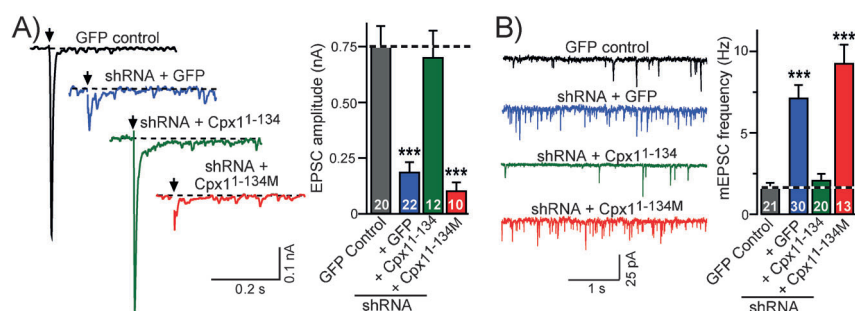 A)
GFP control
shRNA + GFP
shRNA + Cpx1¹⁻¹³⁴
shRNA +
Cpx1¹⁻¹³⁴ᴹ
0.2 s
0.1 nA
EPSC amplitude (nA)
0.75
0.50
0.25
0
***
***
20
22
12
10
GFP Control
+ GFP
+ Cpx1¹⁻¹³⁴
+ Cpx1¹⁻¹³⁴ᴹ
shRNA
B)
GFP control
shRNA + GFP
shRNA + Cpx1¹⁻¹³⁴
shRNA + Cpx1¹⁻¹³⁴ᴹ
1 s
25 pA
mEPSC frequency (Hz)
10
5
0
***
***
21
30
20
13
GFP Control
+ GFP
+ Cpx1¹⁻¹³⁴
+ Cpx1¹⁻¹³⁴ᴹ
shRNA